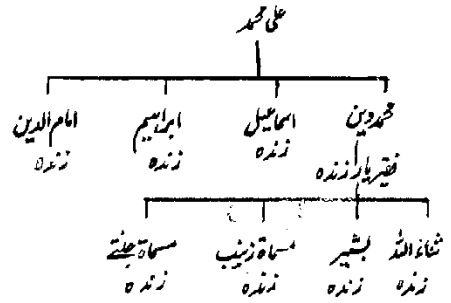 علی محمد
محمد دین اسماعیل ابراہیم امام الدین
زندہ زندہ زندہ
فقیر یار زندہ
ثناء اللہ بشیر مسماۃ زینب مسماۃ جنتے
زندہ زندہ زندہ زندہ